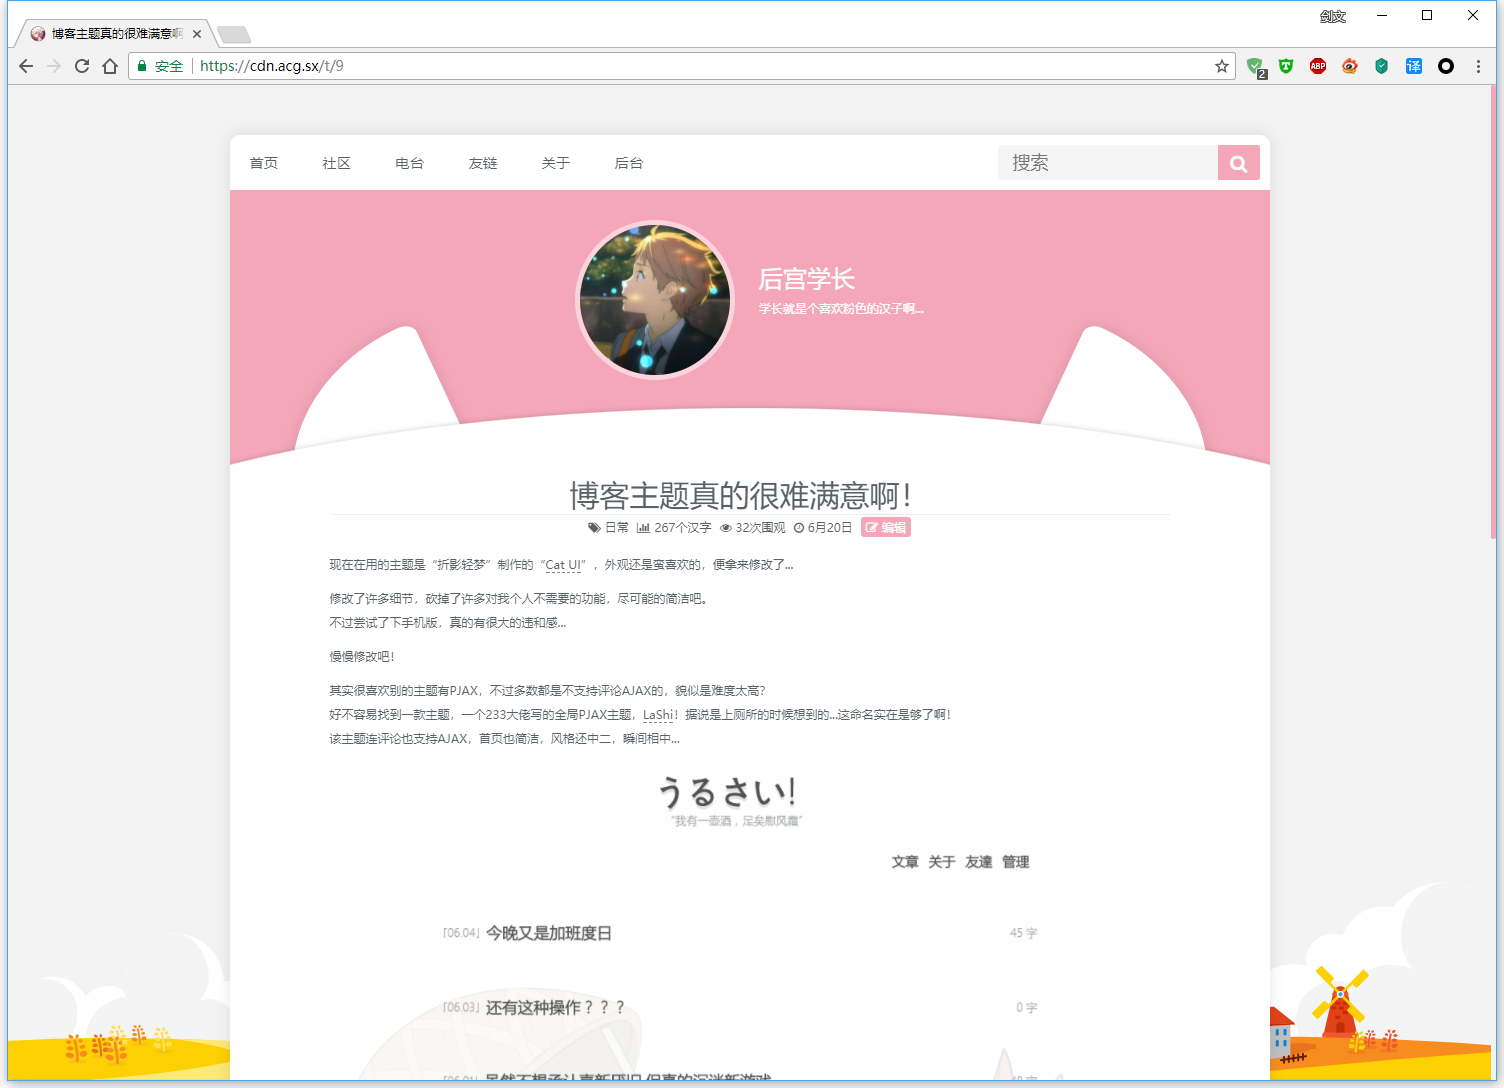 剑文
博客主题真的很难满意啊
安全 https://cdn.acg.sx/t/9
2
ABP
译
首页 社区 电台 友链 关于 后台
搜索
后宫学长
学长就是个喜欢粉色的汉子啊...
博客主题真的很难满意啊！
日常 267个汉字 32次围观 6月20日 编辑
现在在用的主题是“折影轻梦”制作的“Cat UI”，外观还是蛮喜欢的，便拿来修改了...
修改了许多细节，砍掉了许多对我个人不需要的功能，尽可能的简洁吧。
不过尝试了下手机版，真的有很大的违和感...
慢慢修改吧！
其实很喜欢别的主题有PJAX，不过多数都是不支持评论AJAX的，貌似是难度太高？
好不容易找到一款主题，一个233大佬写的全局PJAX主题，LaShi！据说是上厕所的时候想到的...这命名实在是够了啊！
该主题连评论也支持AJAX，首页也简洁，风格还中二，瞬间相中...
うるさい!
"我有一壶酒，足矣慰风霜"
文章 关于 友達 管理
「06.04」 今晚又是加班度日 45 字
「06.03」 还有这种操作？？？ 0 字